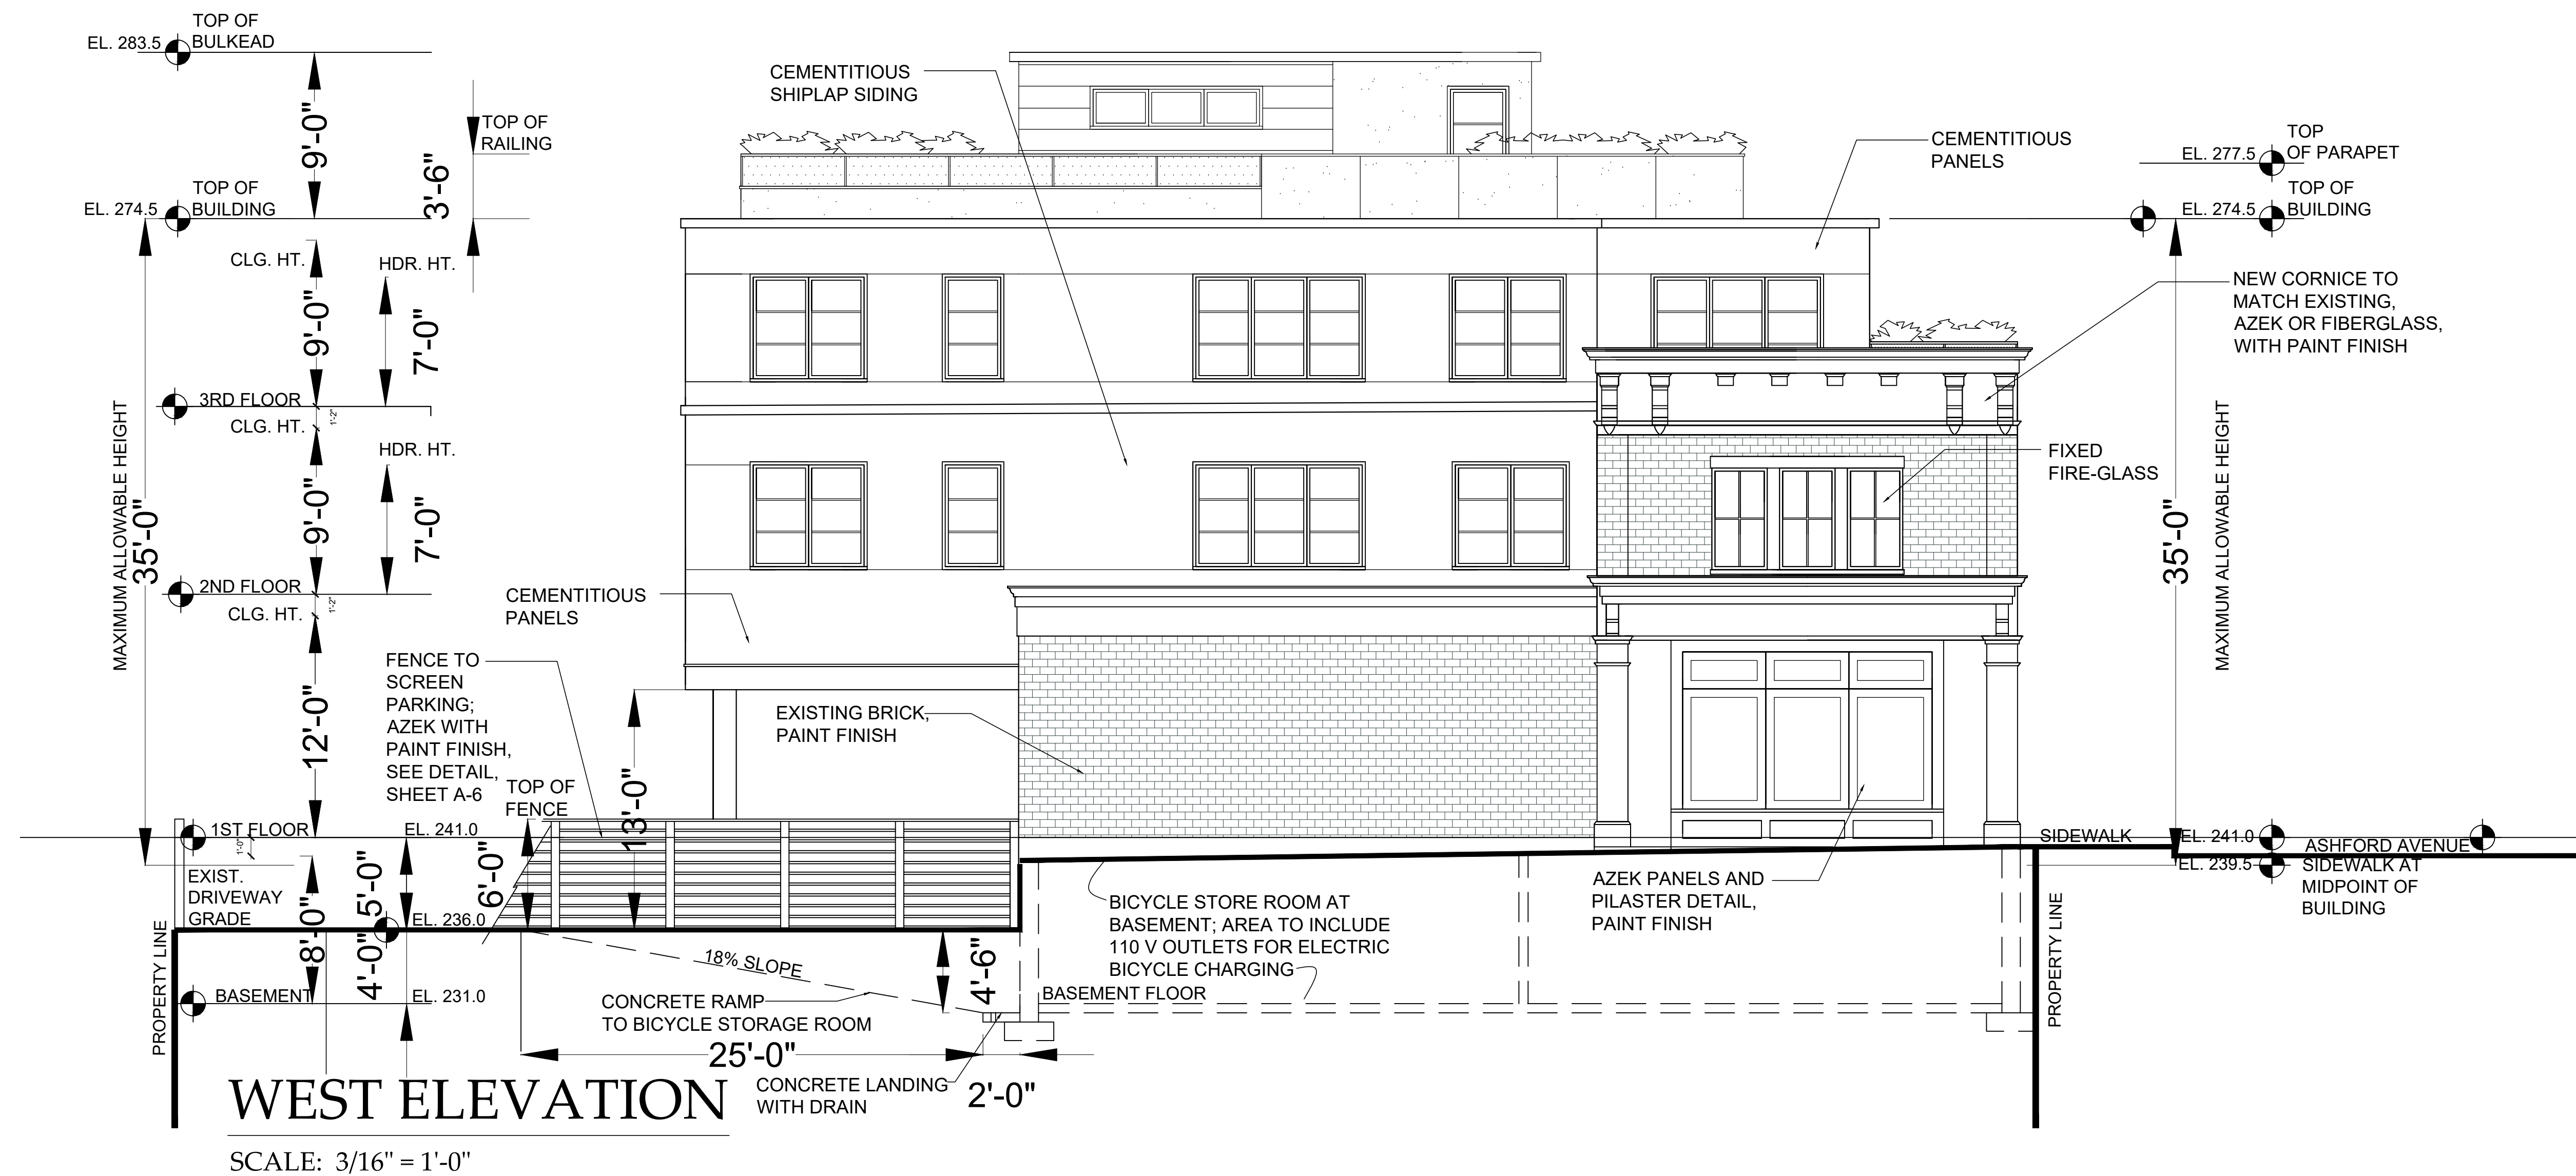 EL. 283.5
TOP OF
BULKEAD
9'-0"
TOP OF
RAILING
3'-6"
EL. 274.5
TOP OF
BUILDING
CLG. HT.
HDR. HT.
9'-0"
7'-0"
3RD FLOOR
1'-2"
CLG. HT.
HDR. HT.
9'-0"
7'-0"
MAXIMUM ALLOWABLE HEIGHT
35'-0"
2ND FLOOR
1'-2"
CLG. HT.
12'-0"
1ST FLOOR
EL. 241.0
1'-0"
EXIST.
DRIVEWAY
GRADE
8'-0"
5'-0"
4'-0"
EL. 236.0
BASEMENT
EL. 231.0
PROPERTY LINE
CEMENTITIOUS
SHIPLAP SIDING
CEMENTITIOUS
PANELS
FENCE TO
SCREEN
PARKING;
AZEK WITH
PAINT FINISH,
SEE DETAIL,
SHEET A-6
TOP OF
FENCE
6'-0"
13'-0"
EXISTING BRICK,
PAINT FINISH
18% SLOPE
CONCRETE RAMP
TO BICYCLE STORAGE ROOM
4'-6"
25'-0"
2'-0"
CONCRETE LANDING
WITH DRAIN
BASEMENT FLOOR
BICYCLE STORE ROOM AT
BASEMENT; AREA TO INCLUDE
110 V OUTLETS FOR ELECTRIC
BICYCLE CHARGING
AZEK PANELS AND
PILASTER DETAIL,
PAINT FINISH
CEMENTITIOUS
PANELS
EL. 277.5
TOP
OF PARAPET
EL. 274.5
TOP OF
BUILDING
NEW CORNICE TO
MATCH EXISTING,
AZEK OR FIBERGLASS,
WITH PAINT FINISH
FIXED
FIRE-GLASS
35'-0"
MAXIMUM ALLOWABLE HEIGHT
SIDEWALK
EL. 241.0
ASHFORD AVENUE
EL. 239.5
SIDEWALK AT
MIDPOINT OF
BUILDING
PROPERTY LINE
WEST ELEVATION
SCALE: 3/16" = 1'-0"